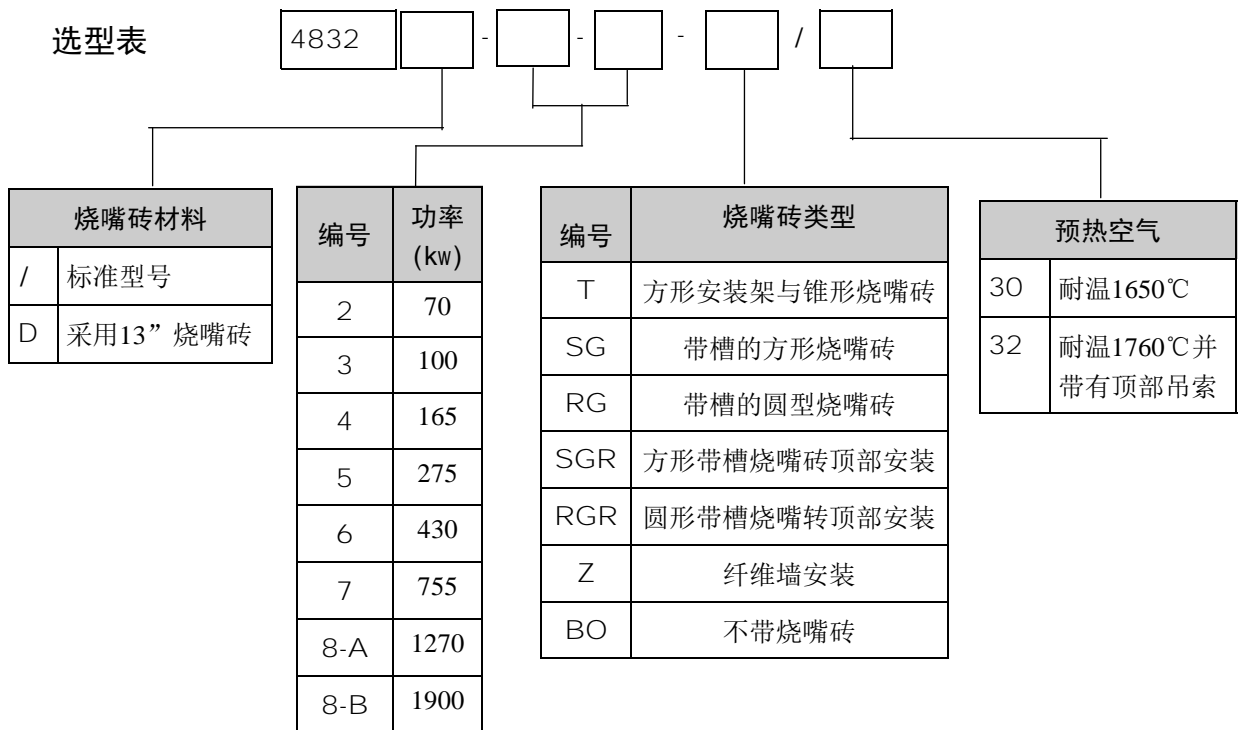 选型表 4832 - - - /
烧嘴砖材料
/ 标准型号
D 采用13”烧嘴砖
编号 功率
(kw)
2 70
3 100
4 165
5 275
6 430
7 755
8-A 1270
8-B 1900
编号 烧嘴砖类型
T 方形安装架与锥形烧嘴砖
SG 带槽的方形烧嘴砖
RG 带槽的圆型烧嘴砖
SGR 方形带槽烧嘴砖顶部安装
RGR 圆形带槽烧嘴转顶部安装
Z 纤维墙安装
BO 不带烧嘴砖
预热空气
30 耐温1650℃
32 耐温1760℃并
带有顶部吊索